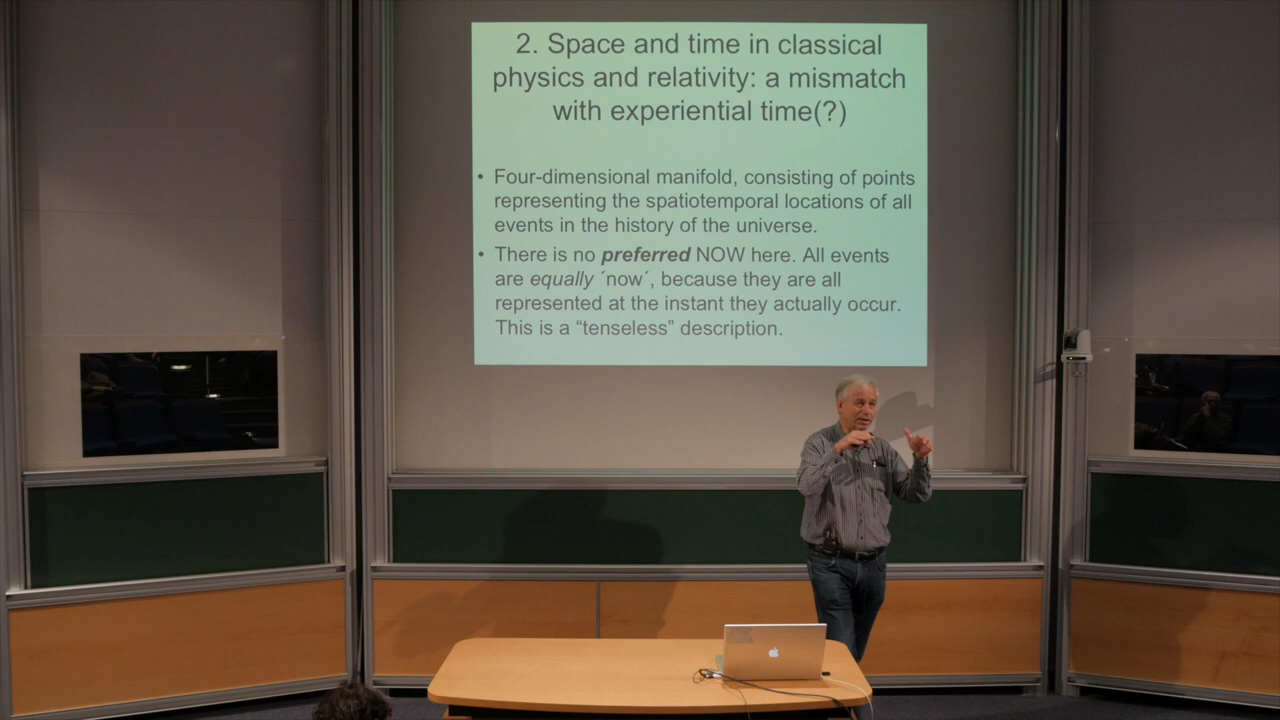 2. Space and time in classical
physics and relativity: a mismatch
with experiential time(?)
• Four-dimensional manifold, consisting of points
representing the spatiotemporal locations of all
events in the history of the universe.
• There is no preferred NOW here. All events
are equally ´now´, because they are all
represented at the instant they actually occur.
This is a “tenseless” description.